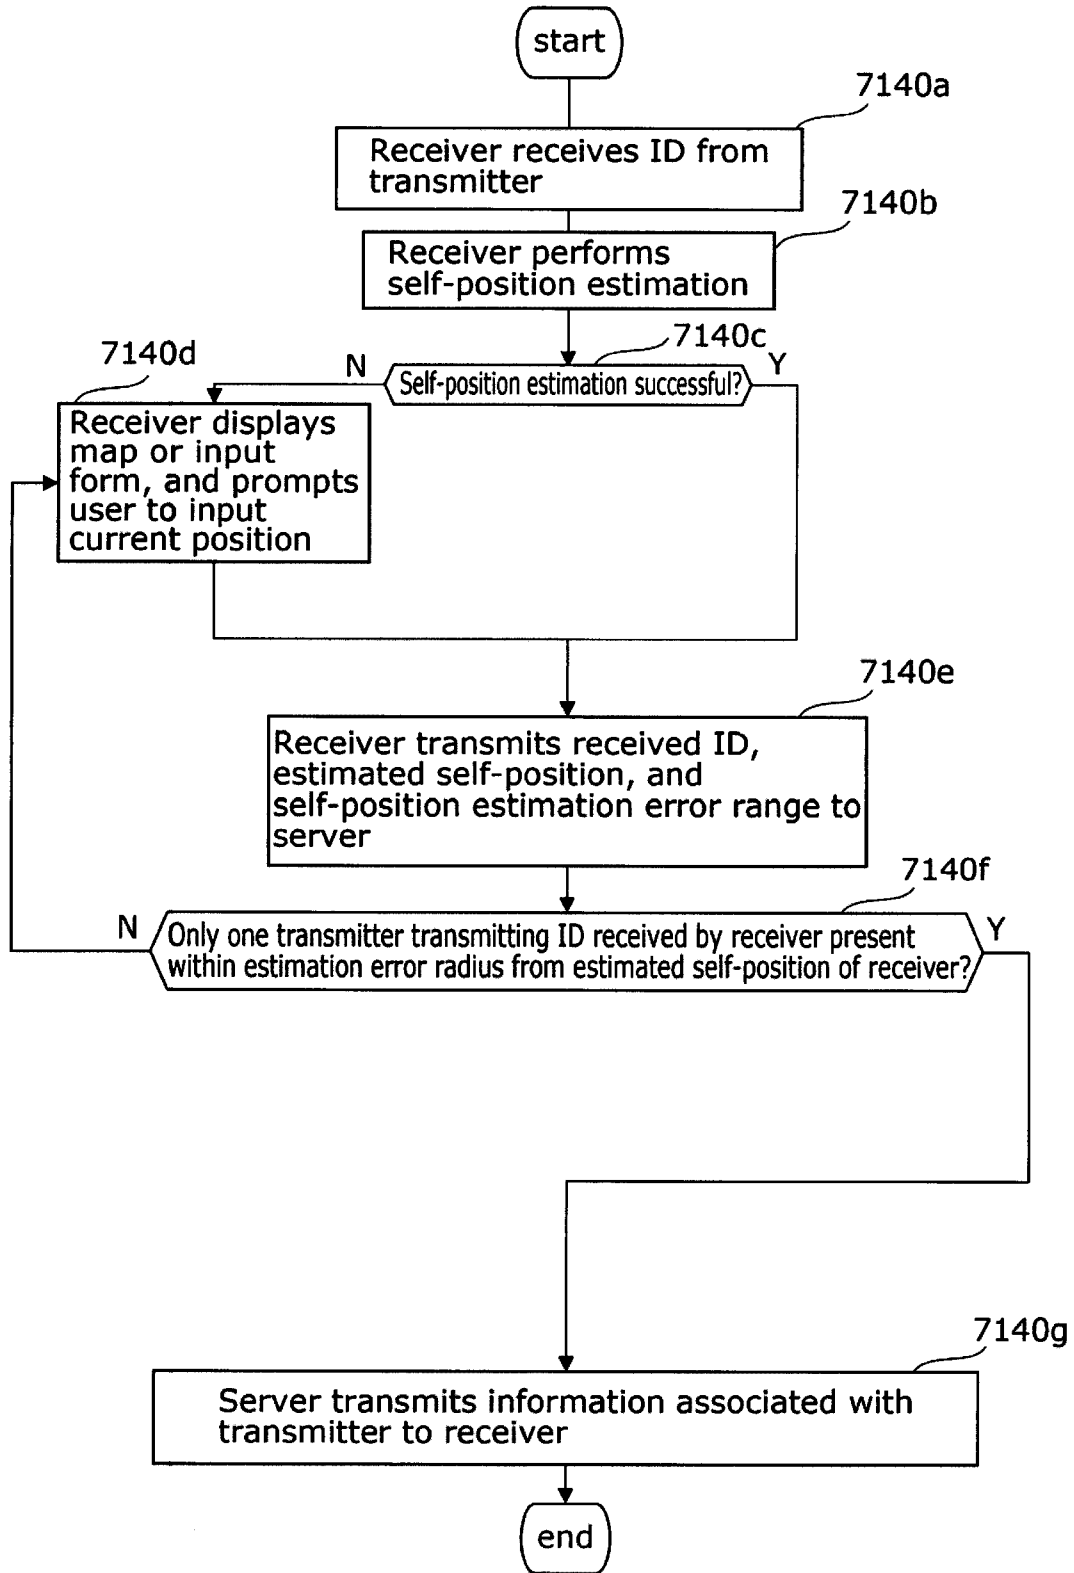 start
7140a
Receiver receives ID from
transmitter
7140b
Receiver performs
self-position estimation
7140c
N
Self-position estimation successful?
Y
7140d
Receiver displays
map or input
form, and prompts
user to input
current position
7140e
Receiver transmits received ID,
estimated self-position, and
self-position estimation error range to
server
7140f
N
Only one transmitter transmitting ID received by receiver present
within estimation error radius from estimated self-position of receiver?
Y
7140g
Server transmits information associated with
transmitter to receiver
end